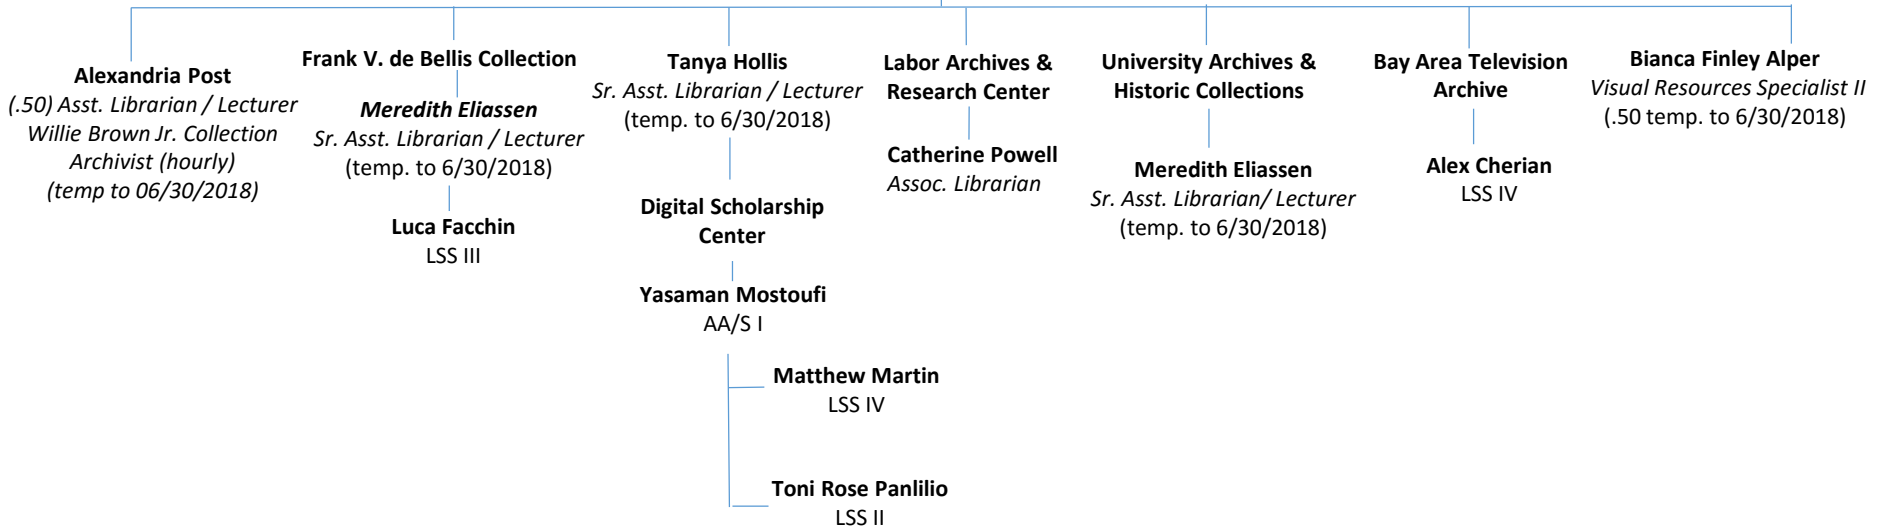 Alexandria Post
(.50) Asst. Librarian / Lecturer
Willie Brown Jr. Collection
Archivist (hourly)
(temp to 06/30/2018)
Frank V. de Bellis Collection
Meredith Eliassen
Sr. Asst. Librarian / Lecturer
(temp. to 6/30/2018)
Luca Facchin
LSS III
Tanya Hollis
Sr. Asst. Librarian / Lecturer
(temp. to 6/30/2018)
Digital Scholarship
Center
Yasaman Mostoufi
AA/S I
Matthew Martin
LSS IV
Toni Rose Panlilio
LSS II
Labor Archives &
Research Center
Catherine Powell
Assoc. Librarian
University Archives &
Historic Collections
Meredith Eliassen
Sr. Asst. Librarian/ Lecturer
(temp. to 6/30/2018)
Bay Area Television
Archive
Alex Cherian
LSS IV
Bianca Finley Alper
Visual Resources Specialist II
(.50 temp. to 6/30/2018)